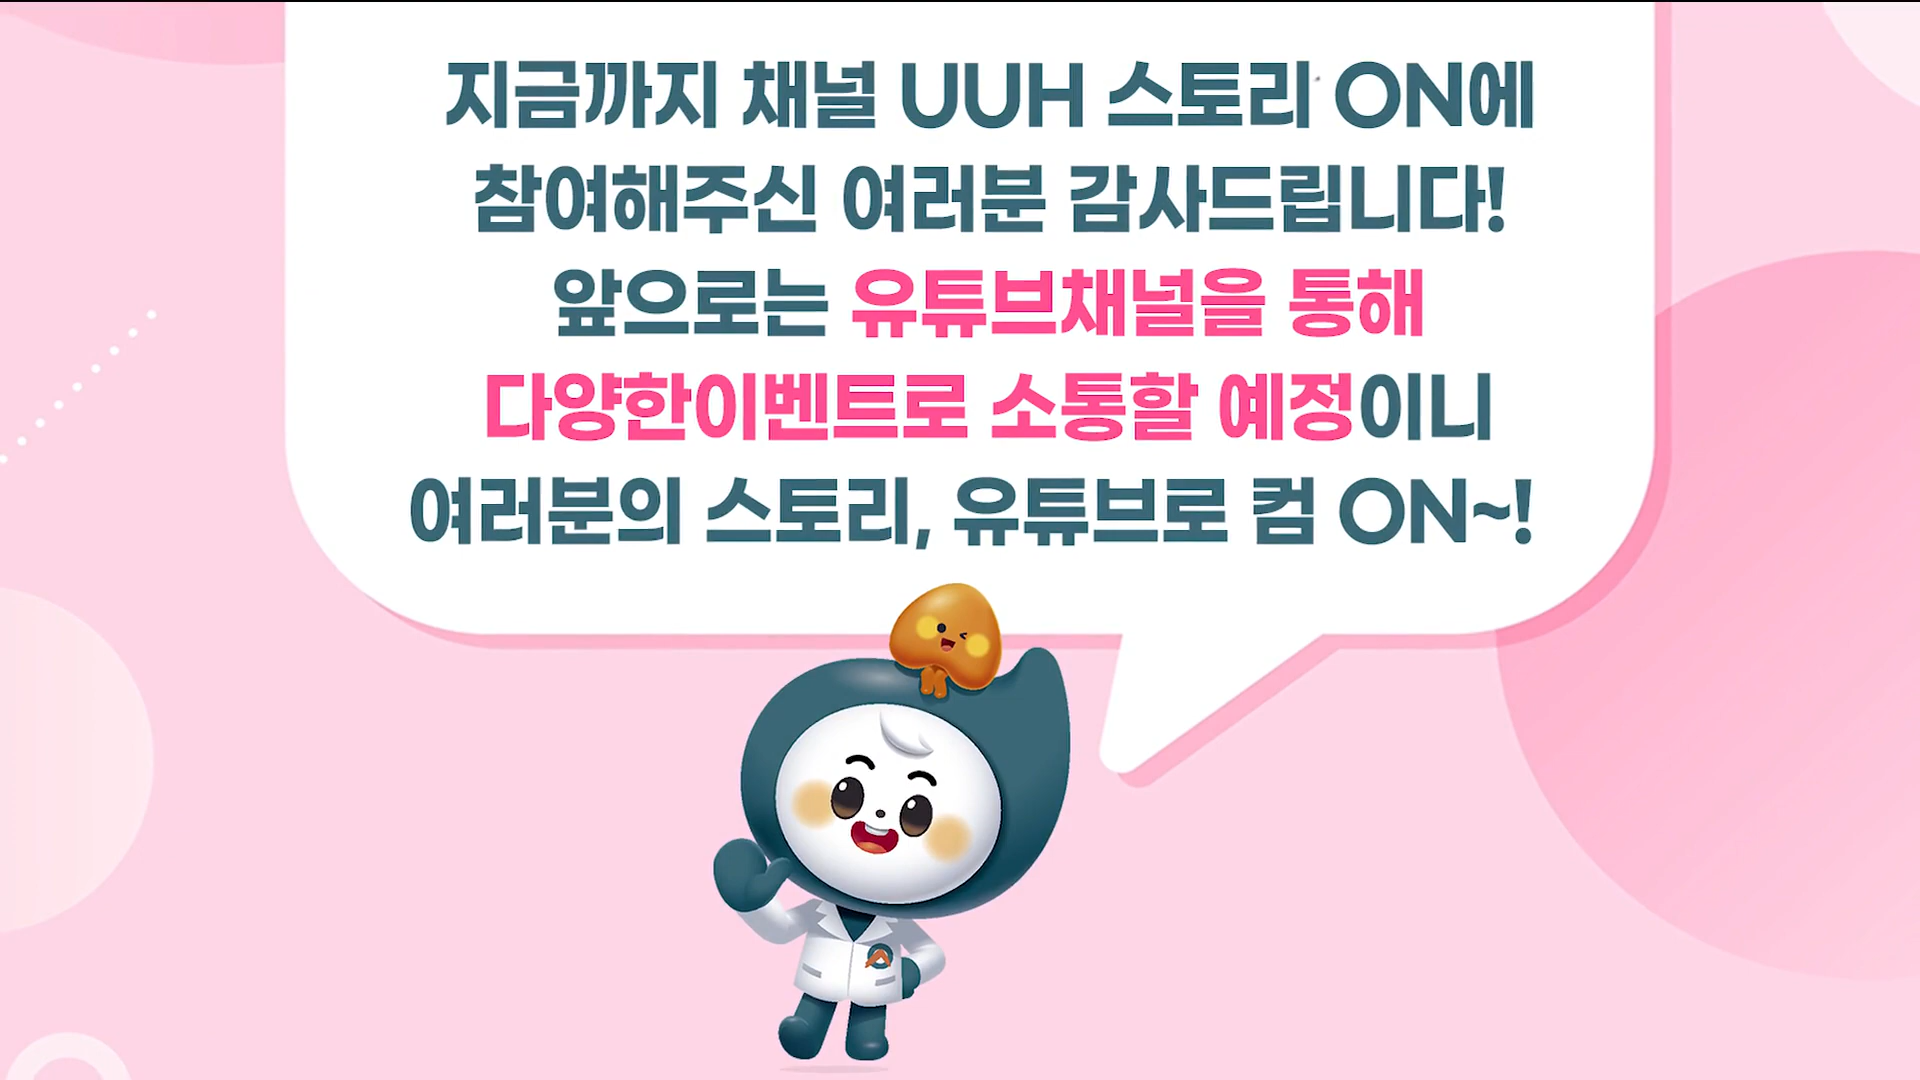 지금까지 채널 UUH 스토리 ON에
참여해주신 여러분 감사드립니다!
앞으로는 유튜브채널을 통해
다양한이벤트로 소통할 예정이니
여러분의 스토리, 유튜브로 컴 ON~!